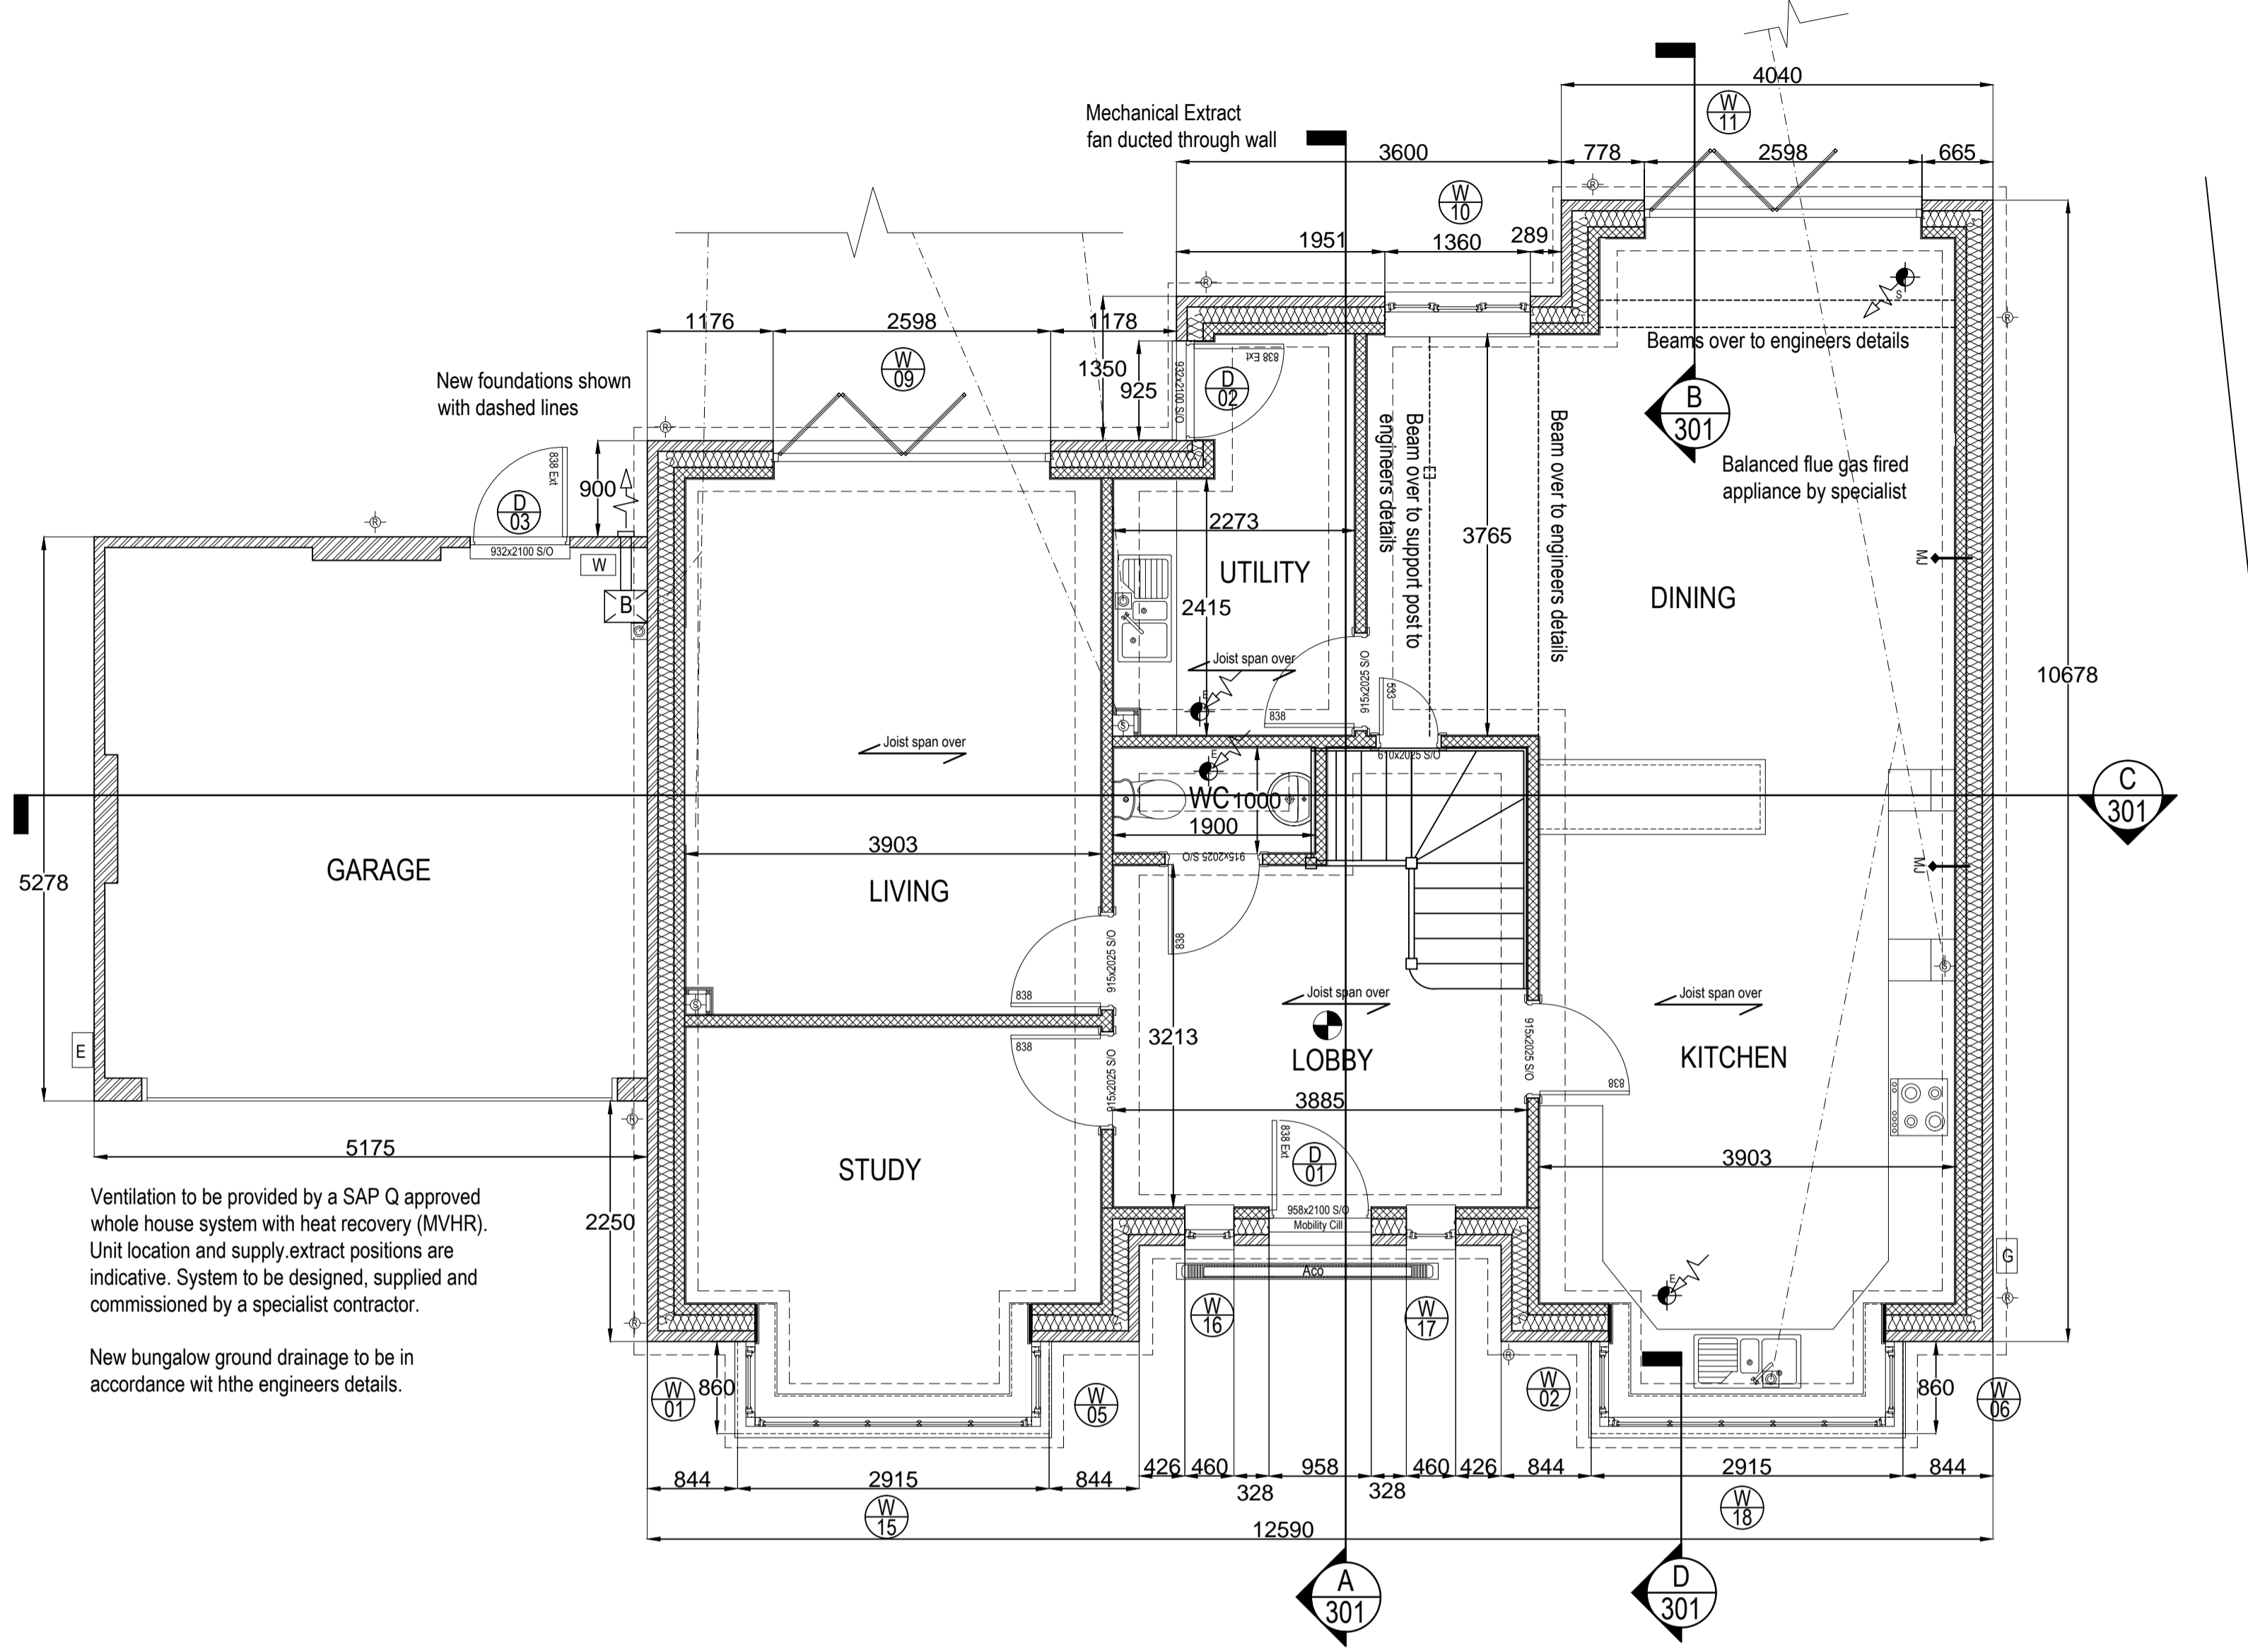 4040
W
11
Mechanical Extract
fan ducted through wall
3600
778
2598
665
W
10
1951
1360
289
S
1176
2598
1178
W
09
1350
925
932x2100 S/O
838 Ext
D
02
Beams over to engineers details
New foundations shown
with dashed lines
B
301
Beam over to support post to
engineers details
Beam over to engineers details
Balanced flue gas fired
appliance by specialist
838 Ext
D
03
900
932x2100 S/O
W
B
2273
3765
UTILITY
2415
DINING
MJ
Joist span over
E
838
915x2025 S/O
533
10678
S
Joist span over
610x2025 S/O
E
WC
1000
1900
C
301
3903
915x2025 S/O
GARAGE
5278
LIVING
MJ
838
915x2025 S/O
838
S
S
Joist span over
Joist span over
915x2025 S/O
E
838
3213
LOBBY
KITCHEN
838
915x2025 S/O
3885
5175
STUDY
838 Ext
D
01
3903
Ventilation to be provided by a SAP Q approved
whole house system with heat recovery (MVHR).
Unit location and supply.extract positions are
indicative. System to be designed, supplied and
commissioned by a specialist contractor.
2250
958x2100 S/O
Mobility Cill
Aco
G
E
New bungalow ground drainage to be in
accordance wit hthe engineers details.
W
16
W
17
W
01
860
W
05
W
02
860
W
06
844
2915
844
426
460
328
958
328
460
426
844
2915
844
W
15
W
18
12590
A
301
D
301
R
R
R
R
R
R
R
R
R
R